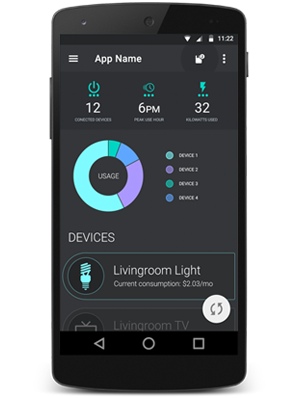 11:22
App Name
12
6PM
32
CONECTED DEVICES
PEAK USE HOUR
KILOWATTS USED
USAGE
DEVICE 1
DEVICE 2
DEVICE 3
DEVICE 4
DEVICES
Livingroom Light
Current consumption: $2.03/mo
Livingroom TV